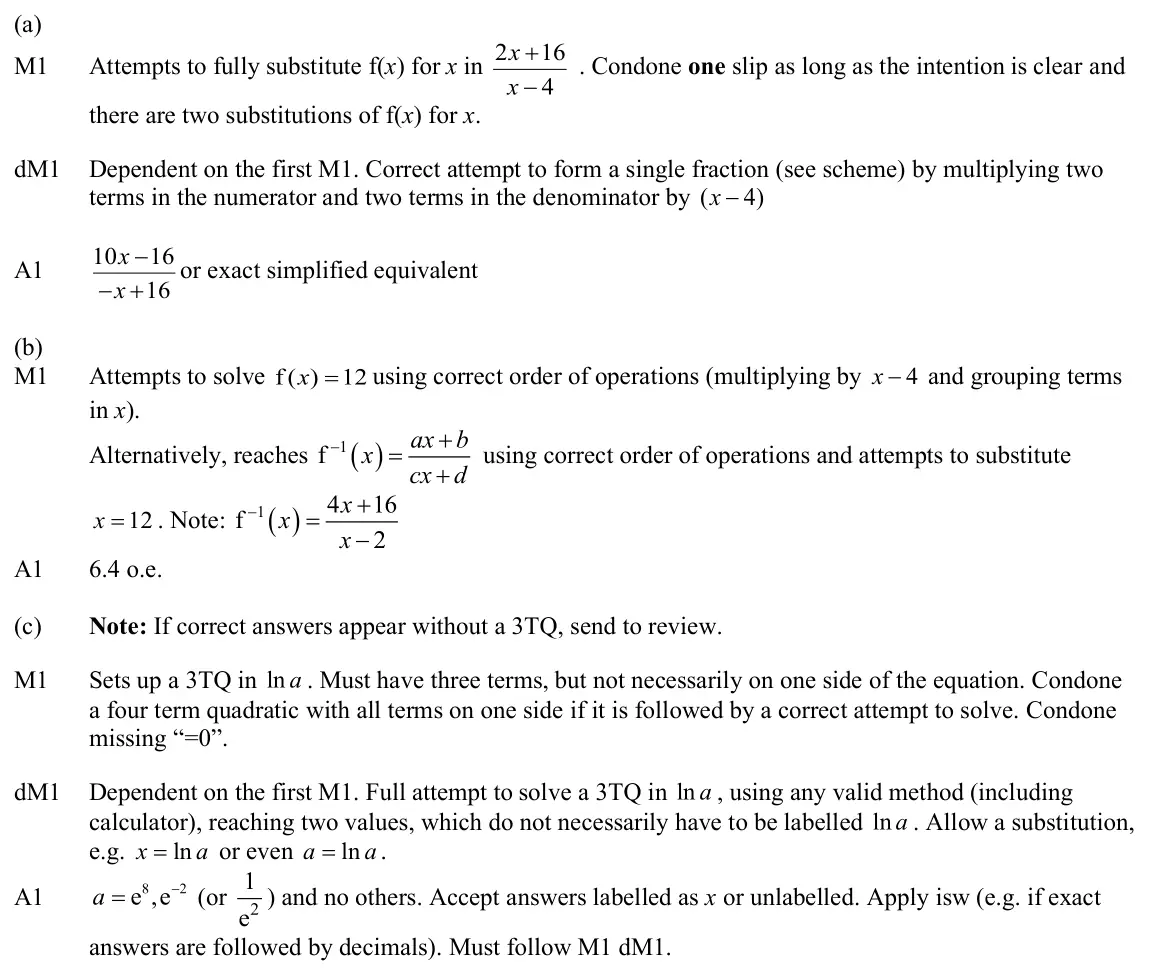 (a)
M1 Attempts to fully substitute f(x) for x in (2x + 16)/(x − 4) . Condone one slip as long as the intention is clear and
there are two substitutions of f(x) for x.
dM1 Dependent on the first M1. Correct attempt to form a single fraction (see scheme) by multiplying two
terms in the numerator and two terms in the denominator by (x − 4)
A1 (10x − 16)/(−x + 16) or exact simplified equivalent
(b)
M1 Attempts to solve f(x) = 12 using correct order of operations (multiplying by x − 4 and grouping terms
in x).
Alternatively, reaches f⁻¹(x) = (ax + b)/(cx + d) using correct order of operations and attempts to substitute
x = 12 . Note: f⁻¹(x) = (4x + 16)/(x − 2)
A1 6.4 o.e.
(c) Note: If correct answers appear without a 3TQ, send to review.
M1 Sets up a 3TQ in ln a . Must have three terms, but not necessarily on one side of the equation. Condone
a four term quadratic with all terms on one side if it is followed by a correct attempt to solve. Condone
missing “=0”.
dM1 Dependent on the first M1. Full attempt to solve a 3TQ in ln a , using any valid method (including
calculator), reaching two values, which do not necessarily have to be labelled ln a . Allow a substitution,
e.g. x = ln a or even a = ln a .
A1 a = e⁸, e⁻² (or 1/e²) and no others. Accept answers labelled as x or unlabelled. Apply isw (e.g. if exact
answers are followed by decimals). Must follow M1 dM1.